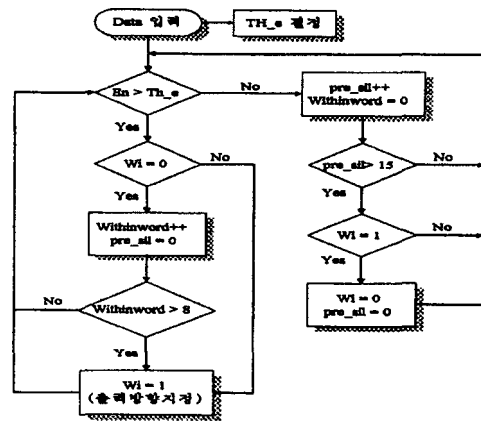 Data 입력
TH_e 결정
En > Th_e
No
pre_sil++
Withinword = 0
Yes
Wi = 0
No
pre_sil> 15
No
Yes
Yes
Withinword++
pre_sil = 0
Wi = 1
No
Yes
No
Withinword > 8
Wi=0
pre_sil = 0
Yes
Wi = 1
(출력방향지정)